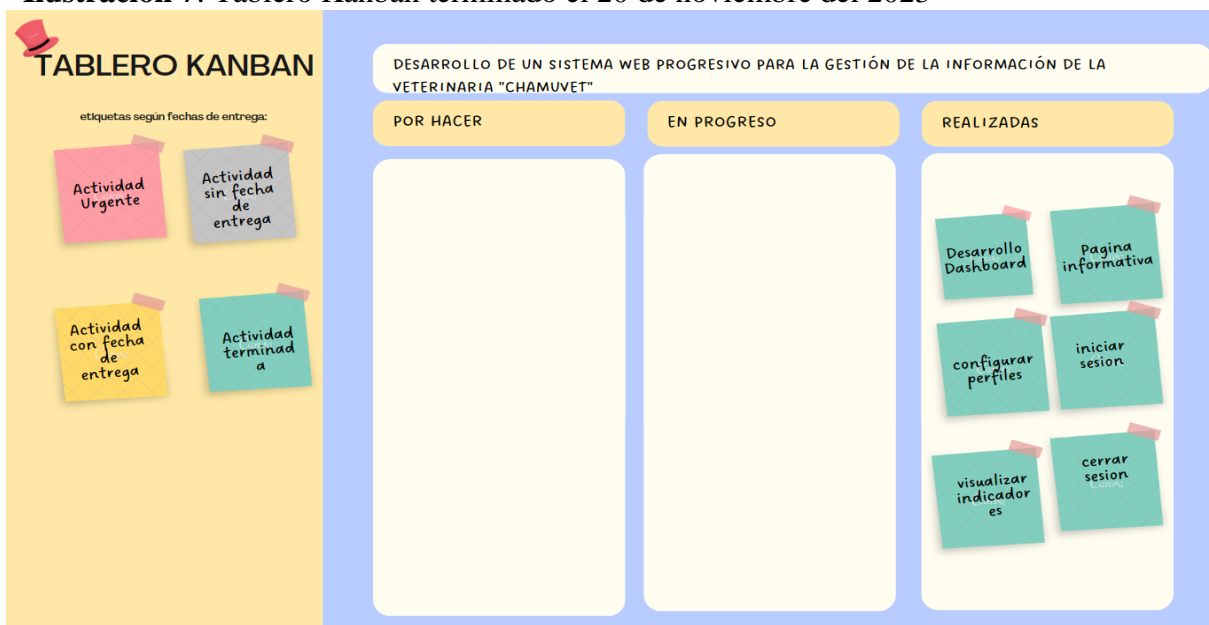 Ilustración 7. Tablero Kanban terminado el 20 de noviembre del 2023
TABLERO KANBAN
etiquetas según fechas de entrega:
Actividad
Urgente
Actividad
sin fecha
de
entrega
Actividad
con fecha
de
entrega
Actividad
terminad
a
DESARROLLO DE UN SISTEMA WEB PROGRESIVO PARA LA GESTIÓN DE LA INFORMACIÓN DE LA
VETERINARIA "CHAMUVET"
POR HACER
EN PROGRESO
REALIZADAS
Desarrollo
Dashboard
Pagina
informativa
configurar
perfiles
iniciar
sesion
visualizar
indicador
es
cerrar
sesion
Canva